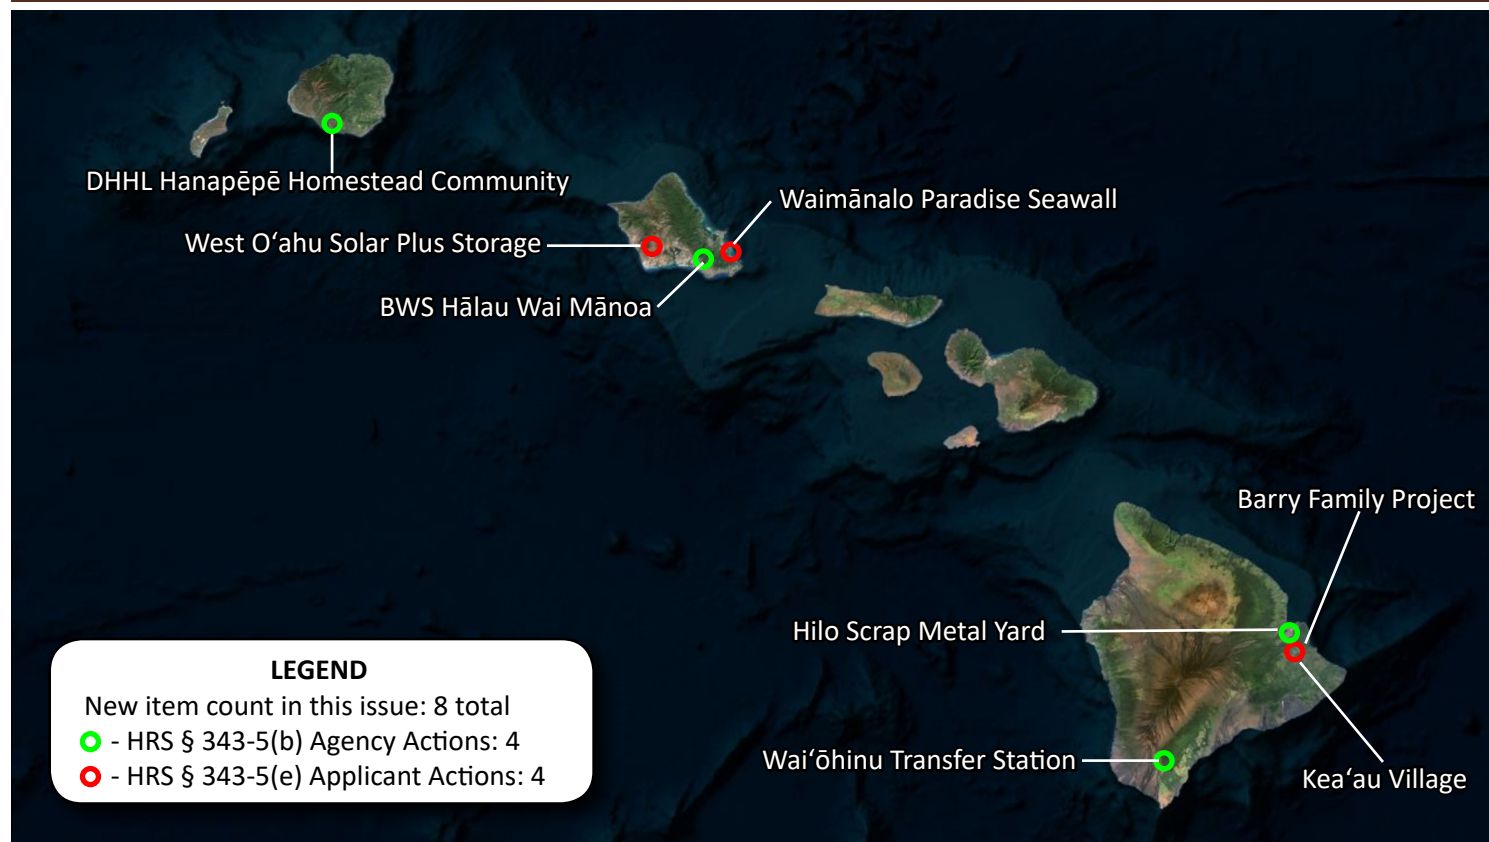 DHHL Hanapēpē Homestead Community
Waimānalo Paradise Seawall
West Oʻahu Solar Plus Storage
BWS Hālau Wai Mānoa
Barry Family Project
Hilo Scrap Metal Yard
Waiʻōhinu Transfer Station
Keaʻau Village
LEGEND
New item count in this issue: 8 total
- HRS § 343-5(b) Agency Actions: 4
- HRS § 343-5(e) Applicant Actions: 4